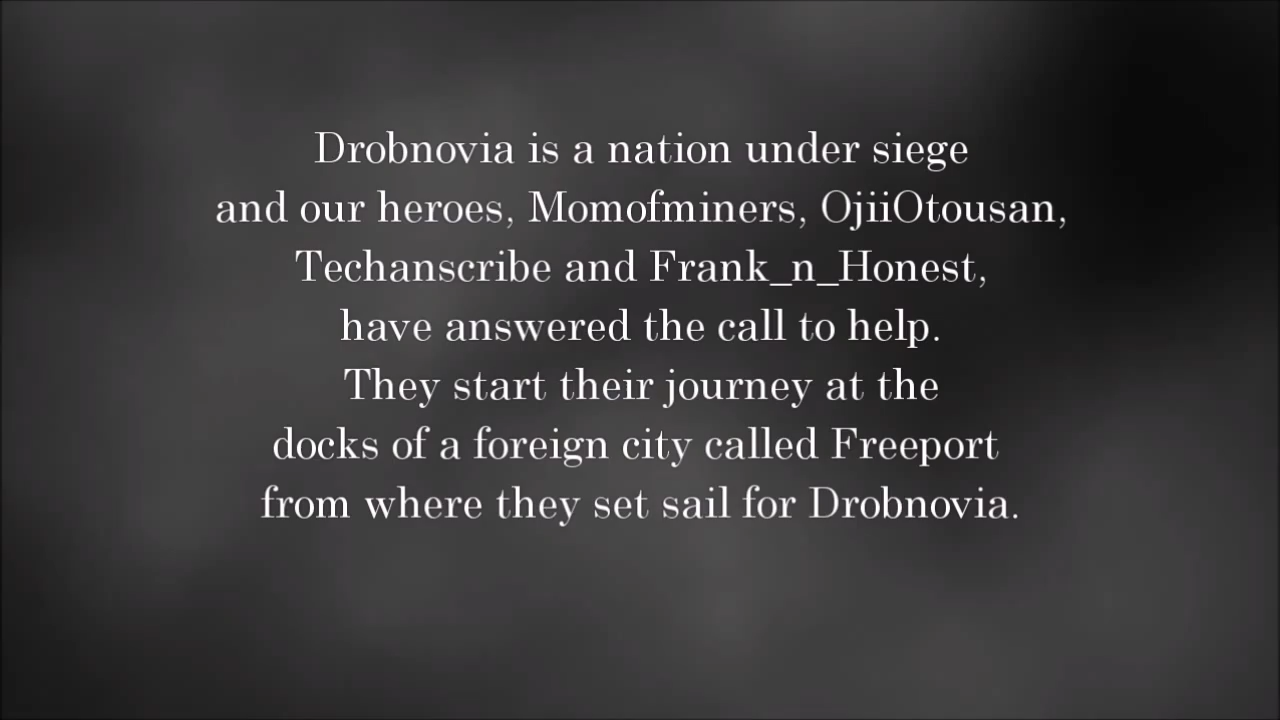 Drobnovia is a nation under siege
and our heroes, Momofminers, OjiiOtousan,
Techanscribe and Frank_n_Honest,
have answered the call to help.
They start their journey at the
docks of a foreign city called Freeport
from where they set sail for Drobnovia.